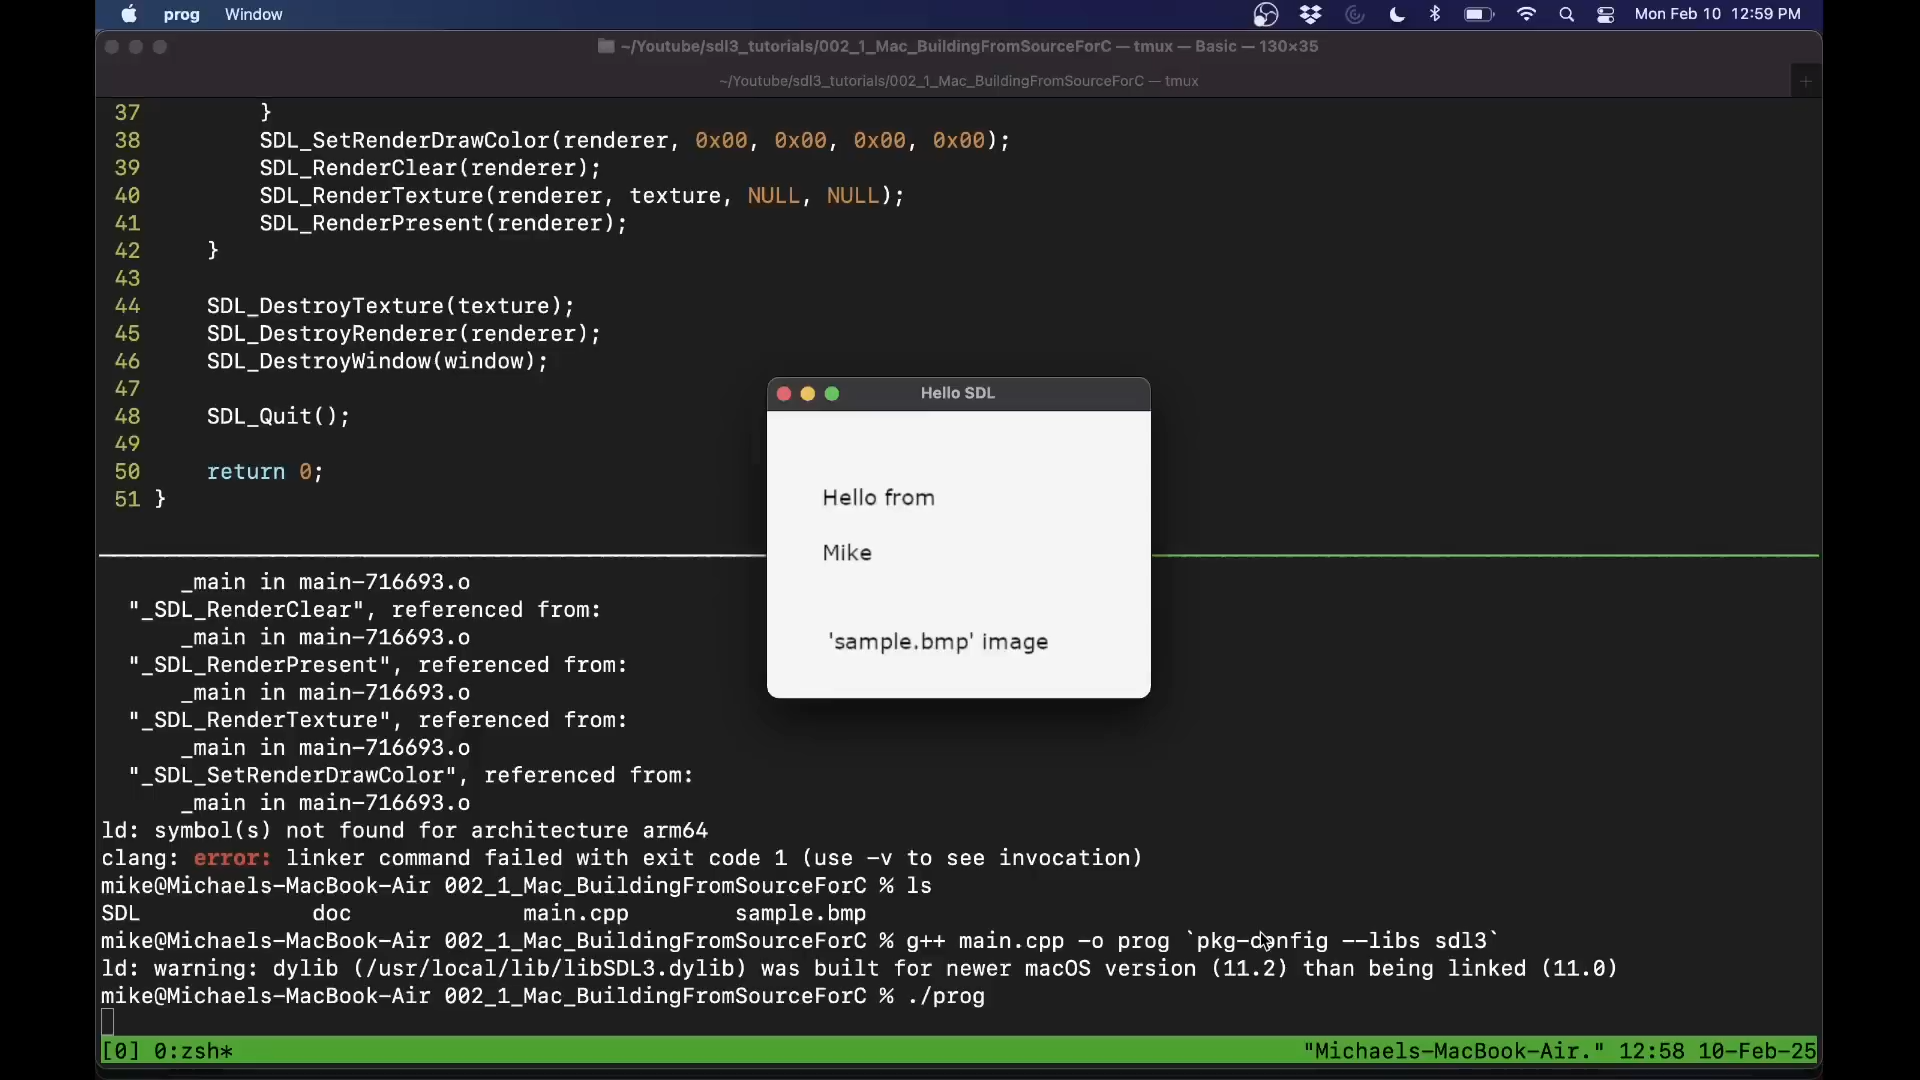 prog Window Mon Feb 10 12:59 PM
~/Youtube/sdl3_tutorials/002_1_Mac_BuildingFromSourceForC — tmux — Basic — 130×35
~/Youtube/sdl3_tutorials/002_1_Mac_BuildingFromSourceForC — tmux
37 }
38 SDL_SetRenderDrawColor(renderer, 0x00, 0x00, 0x00, 0x00);
39 SDL_RenderClear(renderer);
40 SDL_RenderTexture(renderer, texture, NULL, NULL);
41 SDL_RenderPresent(renderer);
42 }
43
44 SDL_DestroyTexture(texture);
45 SDL_DestroyRenderer(renderer);
46 SDL_DestroyWindow(window);
47
48 SDL_Quit();
49
50 return 0;
51 }
Hello SDL
Hello from
Mike
'sample.bmp' image
_main in main-716693.o
"_SDL_RenderClear", referenced from:
_main in main-716693.o
"_SDL_RenderPresent", referenced from:
_main in main-716693.o
"_SDL_RenderTexture", referenced from:
_main in main-716693.o
"_SDL_SetRenderDrawColor", referenced from:
_main in main-716693.o
ld: symbol(s) not found for architecture arm64
clang: error: linker command failed with exit code 1 (use -v to see invocation)
mike@Michaels-MacBook-Air 002_1_Mac_BuildingFromSourceForC % ls
SDL doc main.cpp sample.bmp
mike@Michaels-MacBook-Air 002_1_Mac_BuildingFromSourceForC % g++ main.cpp -o prog `pkg-config --libs sdl3`
ld: warning: dylib (/usr/local/lib/libSDL3.dylib) was built for newer macOS version (11.2) than being linked (11.0)
mike@Michaels-MacBook-Air 002_1_Mac_BuildingFromSourceForC % ./prog
[0] 0:zsh* "Michaels-MacBook-Air." 12:58 10-Feb-25